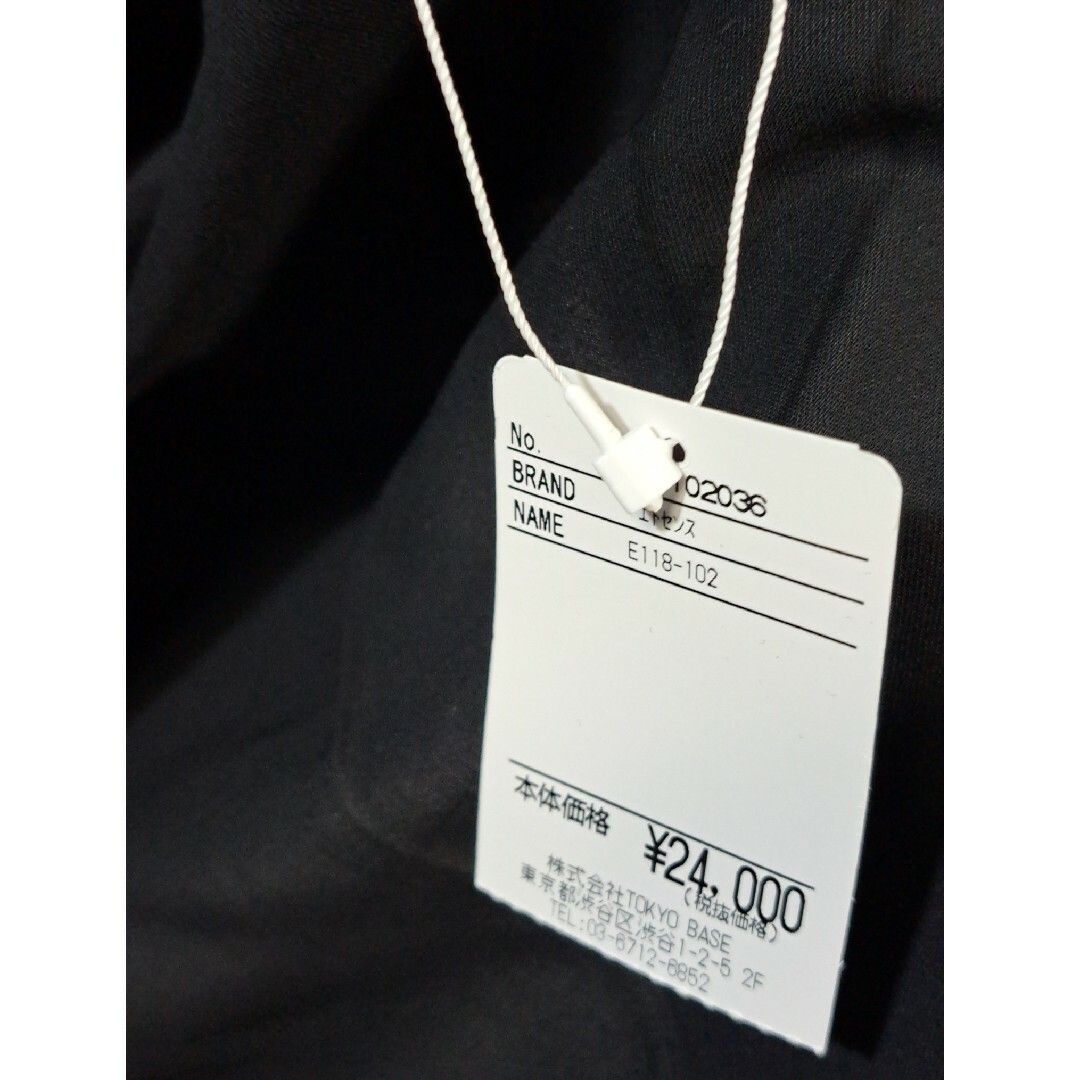 No. 102036
BRAND エトセンス
NAME E118-102
本体価格 ¥24,000
(税抜価格)
株式会社TOKYO BASE
東京都渋谷区渋谷1-2-5 2F
TEL:03-6712-6852